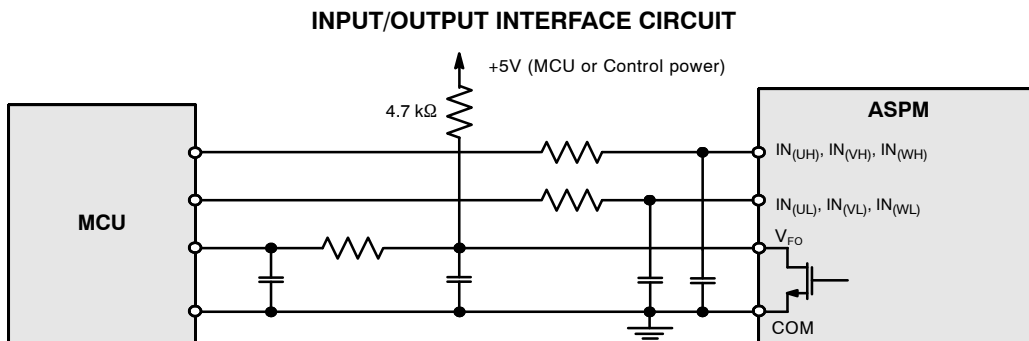 INPUT/OUTPUT INTERFACE CIRCUIT
+5V (MCU or Control power)
4.7 kΩ
ASPM
IN(UH), IN(VH), IN(WH)
IN(UL), IN(VL), IN(WL)
MCU
VFO
COM